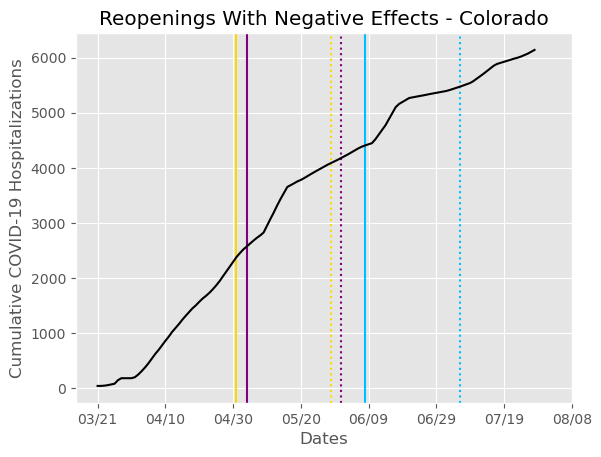 Reopenings With Negative Effects - Colorado
Cumulative COVID-19 Hospitalizations
6000
5000
4000
3000
2000
1000
0
03/21 04/10 04/30 05/20 06/09 06/29 07/19 08/08
Dates